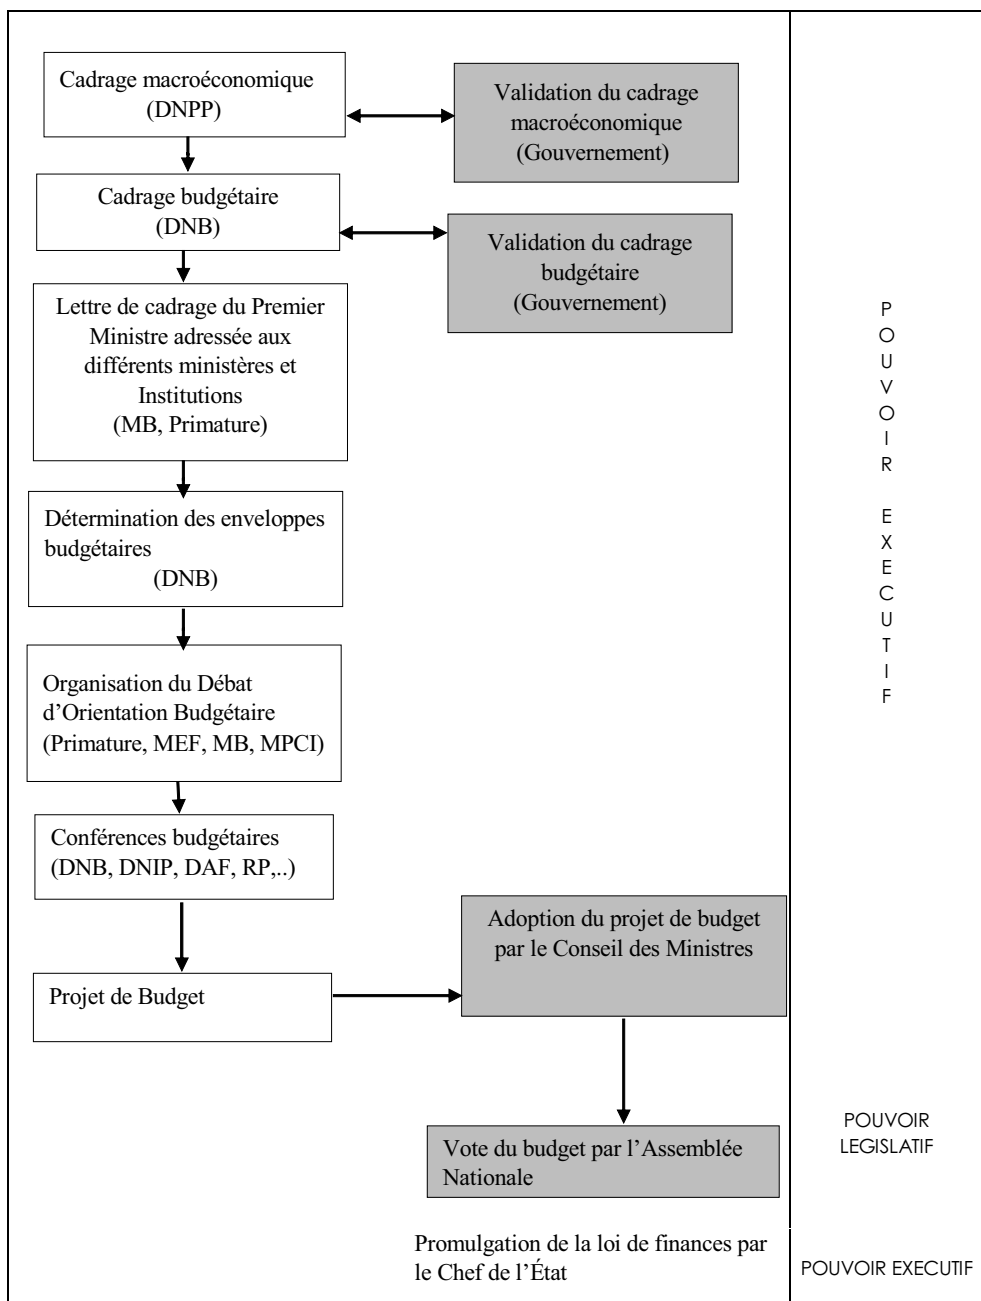 Cadrage macroéconomique
(DNPP)
Validation du cadrage
macroéconomique
(Gouvernement)
Cadrage budgétaire
(DNB)
Validation du cadrage
budgétaire
(Gouvernement)
Lettre de cadrage du Premier
Ministre adressée aux
différents ministères et
Institutions
(MB, Primature)
Détermination des enveloppes
budgétaires
(DNB)
Organisation du Débat
d’Orientation Budgétaire
(Primature, MEF, MB, MPCI)
Conférences budgétaires
(DNB, DNIP, DAF, RP,..)
Projet de Budget
Adoption du projet de budget
par le Conseil des Ministres
Vote du budget par l’Assemblée
Nationale
Promulgation de la loi de finances par
le Chef de l’État
POUVOIR EXECUTIF
POUVOIR
LEGISLATIF
POUVOIR EXECUTIF